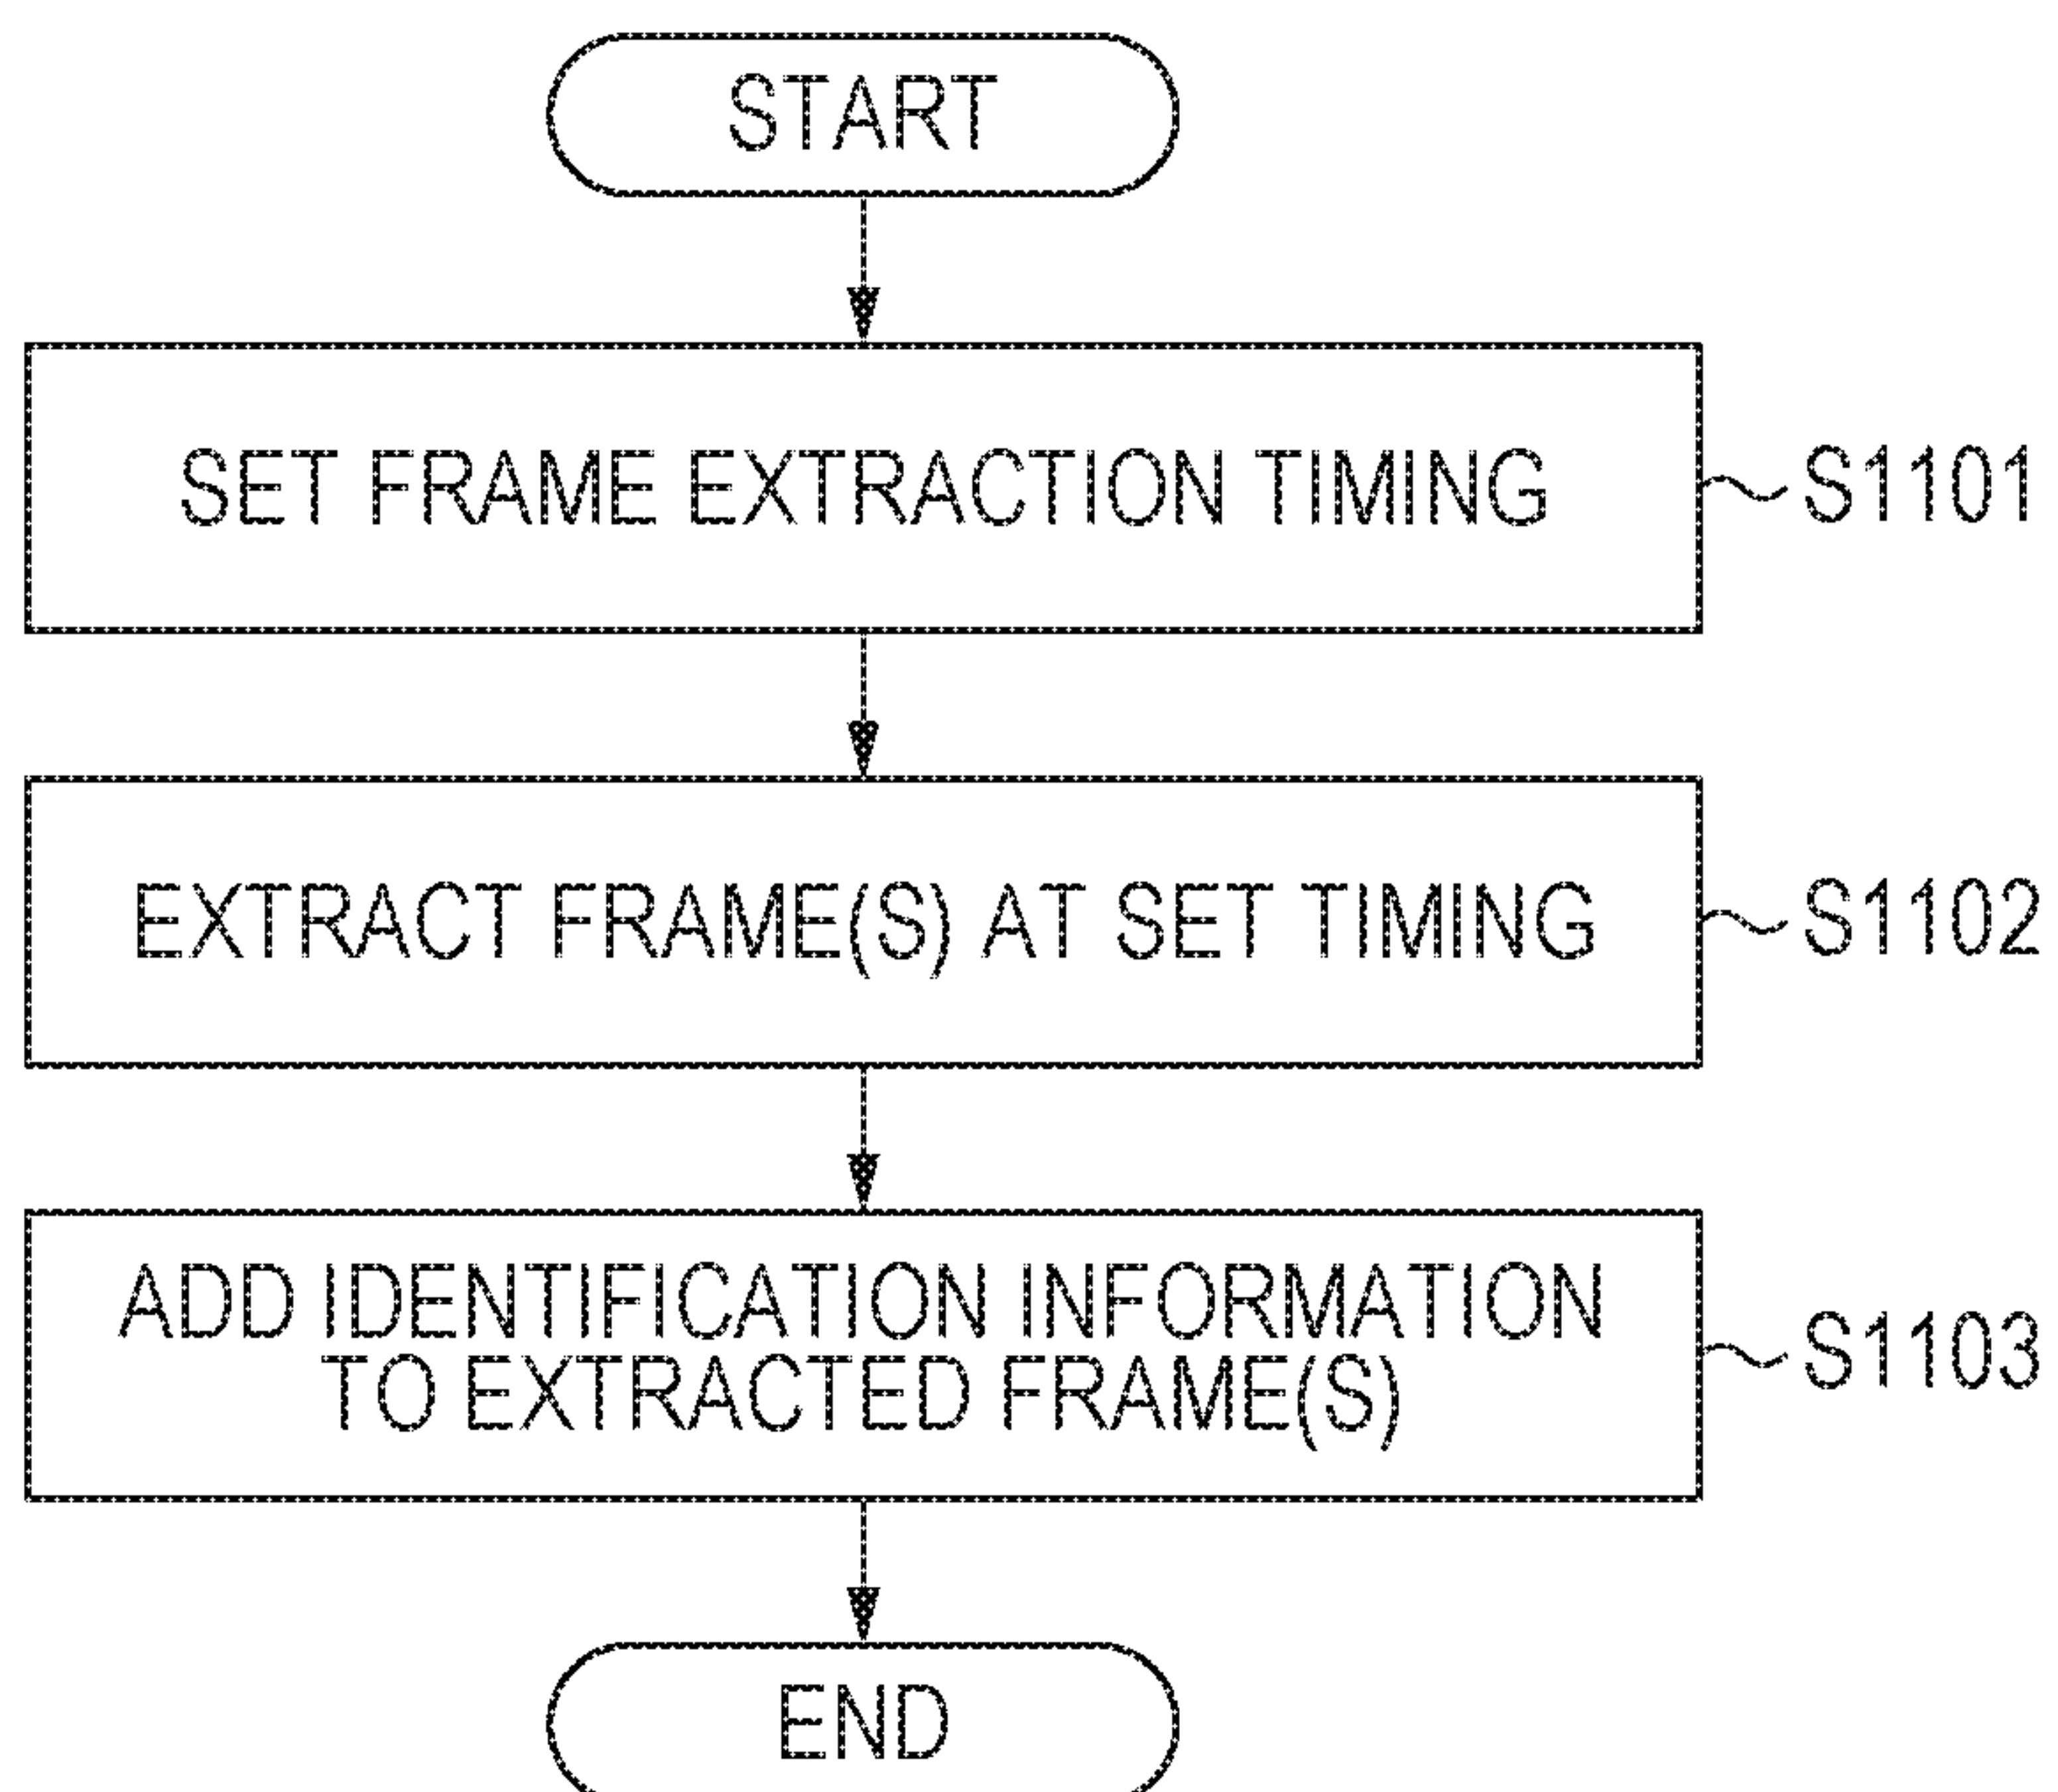 START
SET FRAME EXTRACTION TIMING
S1101
EXTRACT FRAME(S) AT SET TIMING
S1102
ADD IDENTIFICATION INFORMATION
TO EXTRACTED FRAME(S)
S1103
END